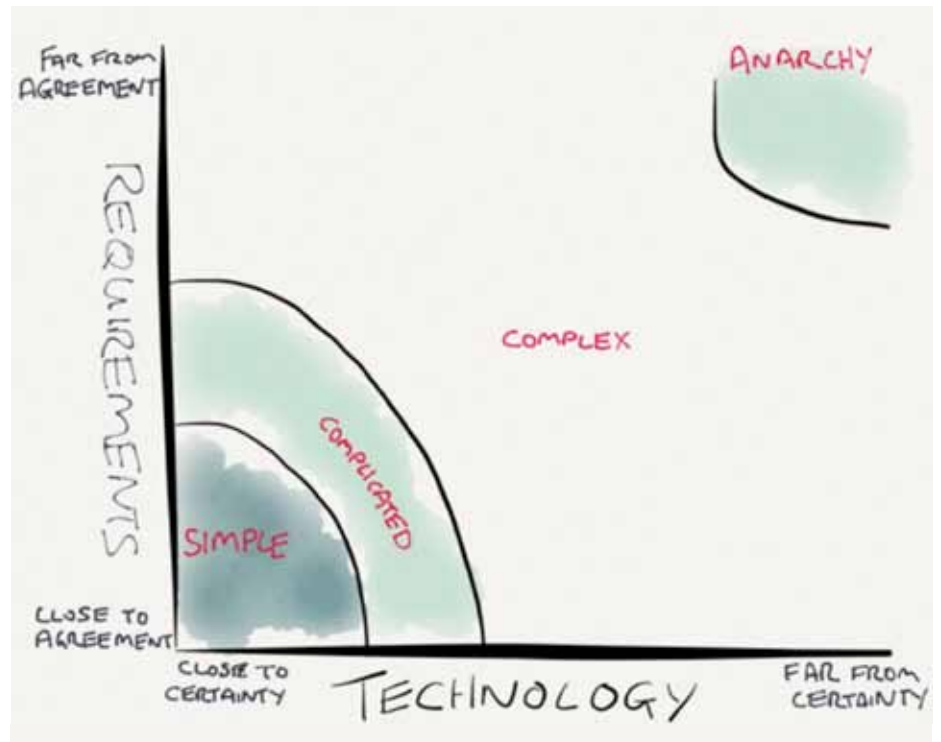 FAR FROM
AGREEMENT
ANARCHY
REQUIREMENTS
COMPLEX
COMPLICATED
SIMPLE
CLOSE TO
AGREEMENT
CLOSE TO
CERTAINTY
TECHNOLOGY
FAR FROM
CERTAINTY